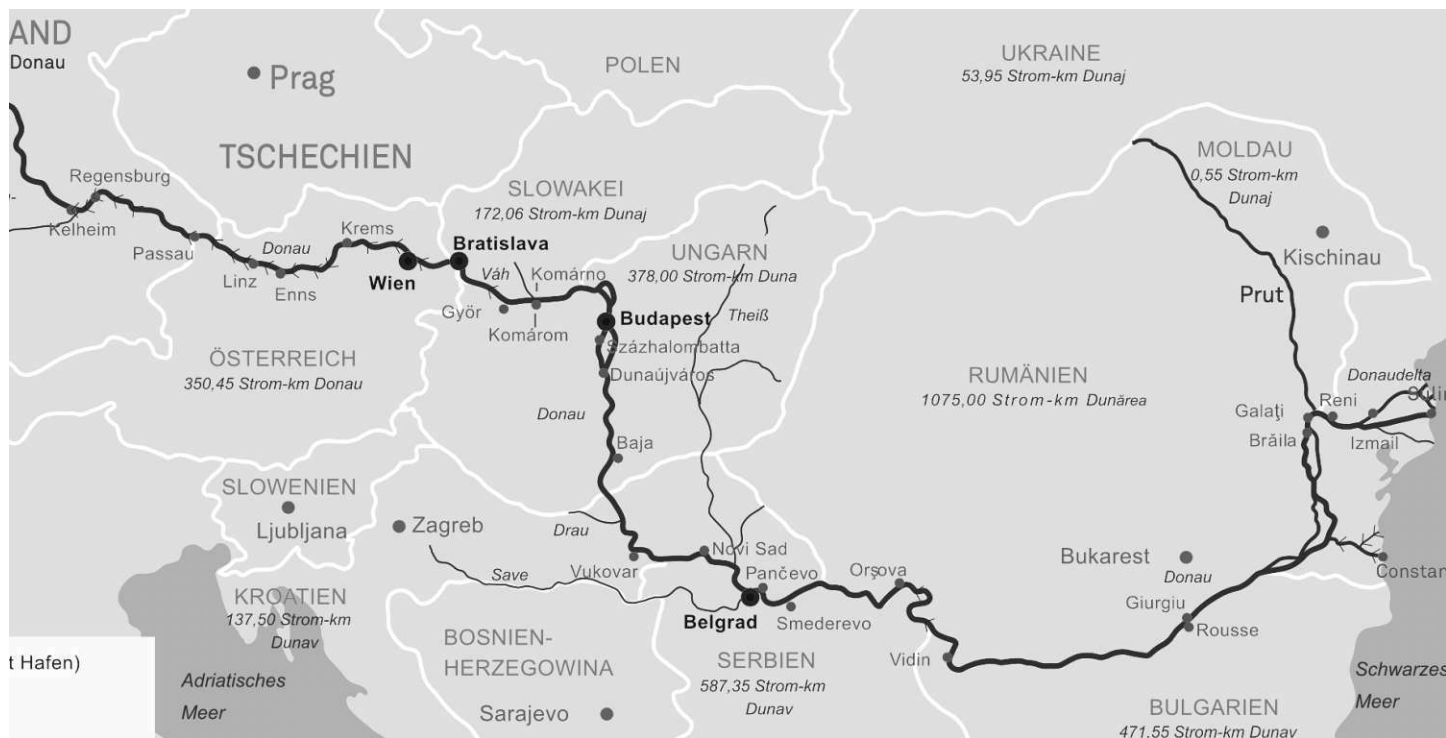 AND
Donau
Prag
TSCHECHIEN
POLEN
UKRAINE
53,95 Strom-km Dunaj
MOLDAU
0,55 Strom-km
Dunaj
Kischinau
Prut
Regensburg
Kelheim
Passau
Donau
Linz
Enns
Krems
Wien
Bratislava
SLOWAKEI
172,06 Strom-km Dunaj
Váh
Komárno
Györ
Komárom
UNGARN
378,00 Strom-km Duna
Budapest
Theiß
Százhalombatta
Dunaújváros
Donau
Baja
ÖSTERREICH
350,45 Strom-km Donau
RUMÄNIEN
1075,00 Strom-km Dunărea
Donaudelta
Galaţi
Reni
Brăila
Izmail
SLOWENIEN
Ljubljana
Zagreb
Drau
Save
Vukovar
Novi Sad
Pančevo
Belgrad
Smederevo
Orşova
Vidin
Bukarest
Donau
Giurgiu
Rousse
Constan
KROATIEN
137,50 Strom-km
Dunav
BOSNIEN-
HERZEGOWINA
Sarajevo
SERBIEN
587,35 Strom-km
Dunav
BULGARIEN
471,55 Strom-km Dunav
t Hafen)
Adriatisches
Meer
Schwarzes
Meer